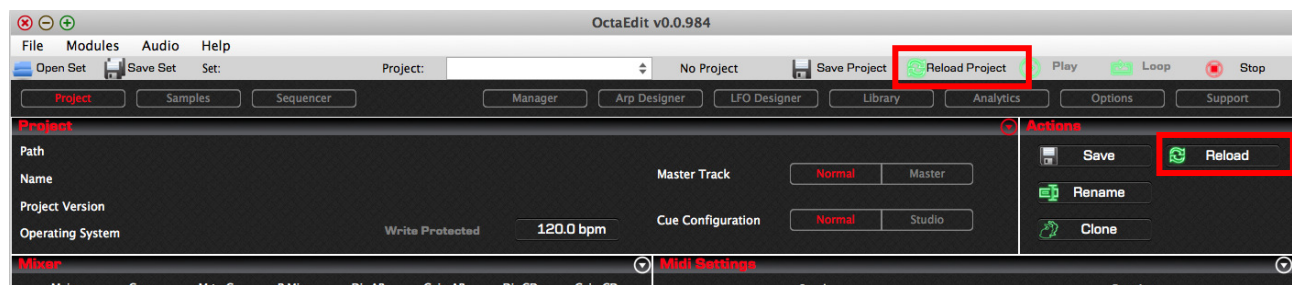 OctaEdit v0.0.984
File Modules Audio Help
Open Set Save Set Set: Project: No Project Save Project Reload Project Play Loop Stop
Project Samples Sequencer Manager Arp Designer LFO Designer Library Analytics Options Support
Project Actions
Path Save Reload
Name Master Track Normal Master Rename
Project Version
Operating System Write Protected 120.0 bpm Cue Configuration Normal Studio Clone
Mixer Midi Settings